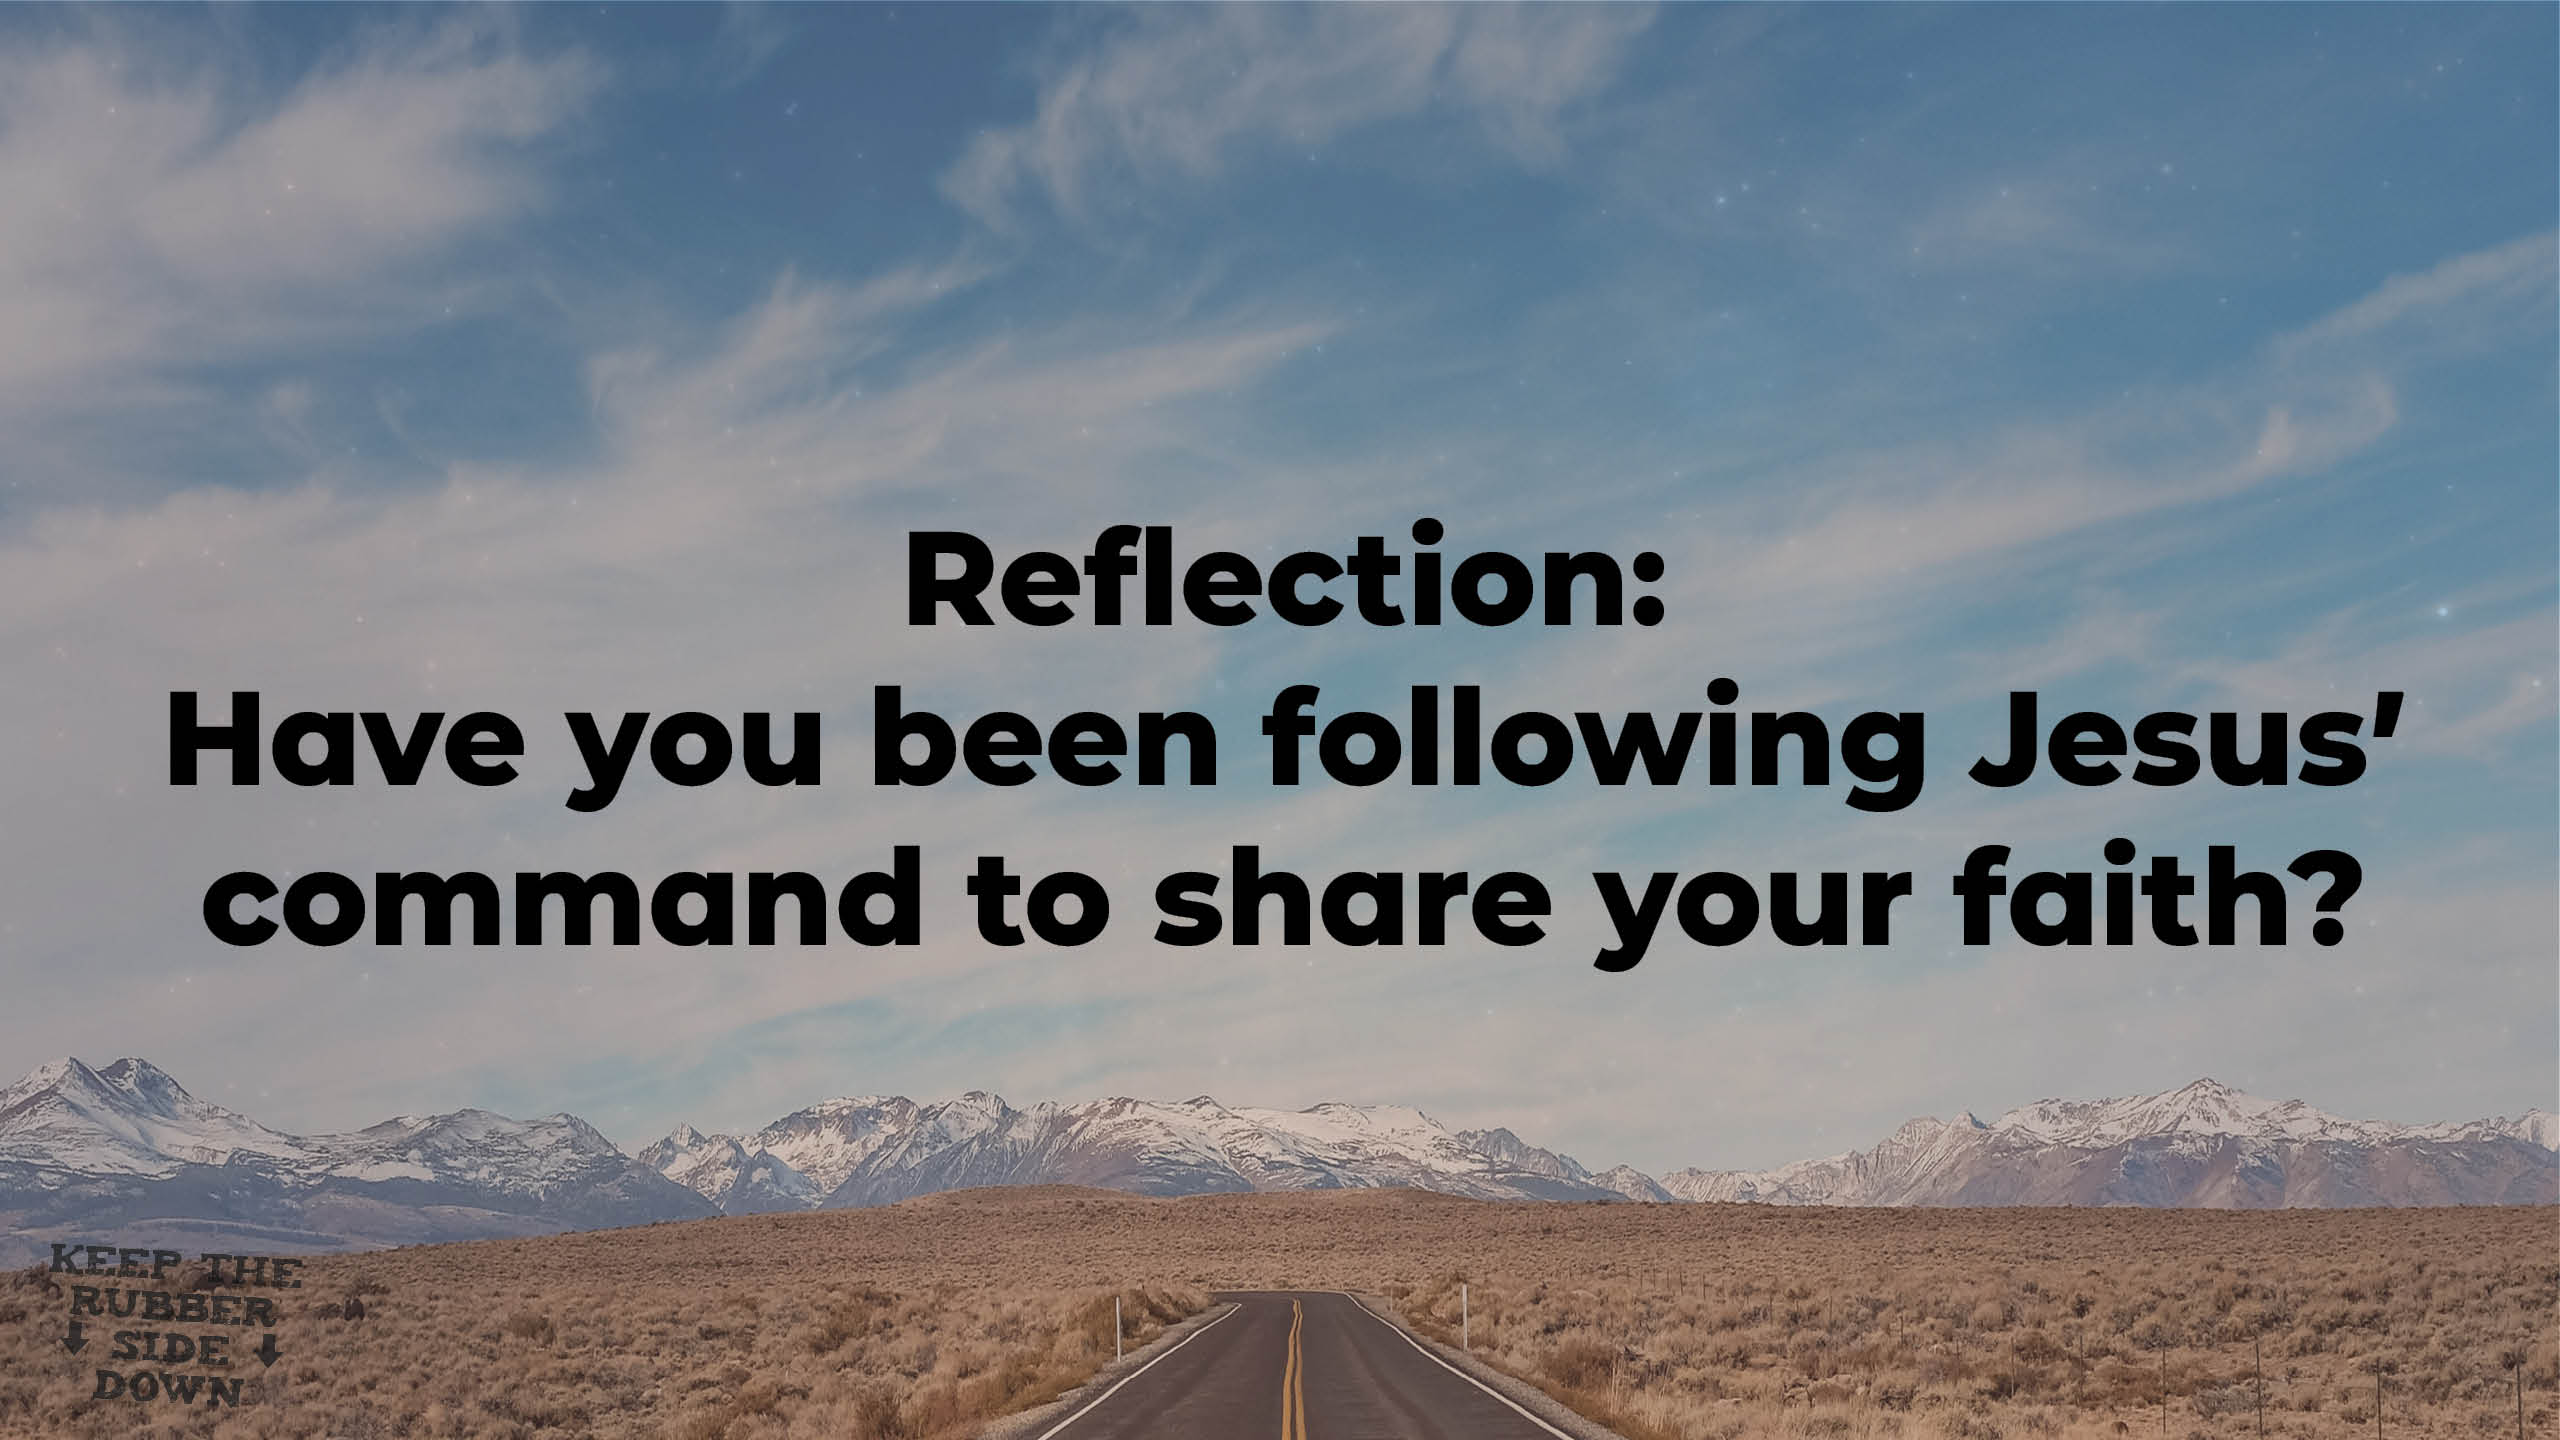 Reflection:
Have you been following Jesus’
command to share your faith?
KEEP THE
RUBBER
SIDE
DOWN